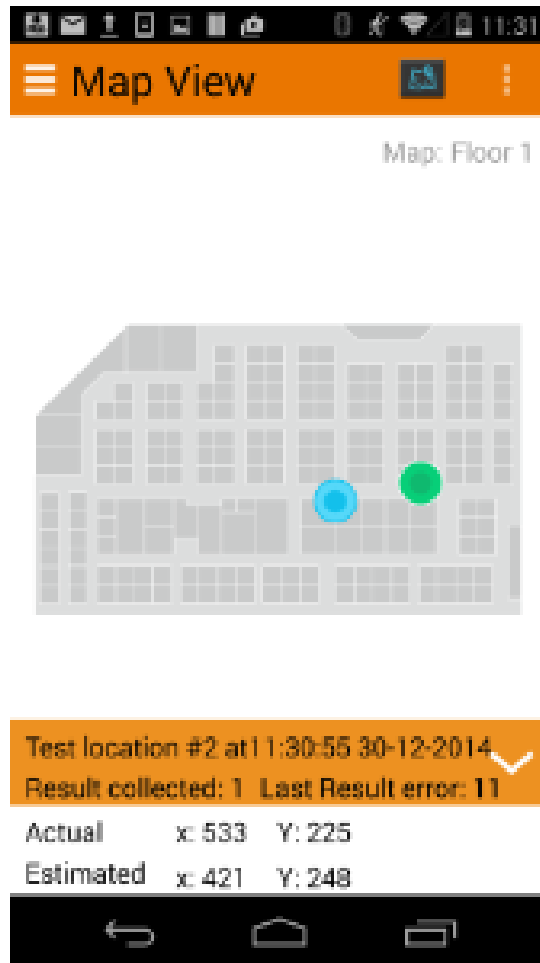 11:31
Map View
Map: Floor 1
Test location #2 at11:30:55 30-12-2014
Result collected: 1 Last Result error: 11
Actual x: 533 Y: 225
Estimated x: 421 Y: 248